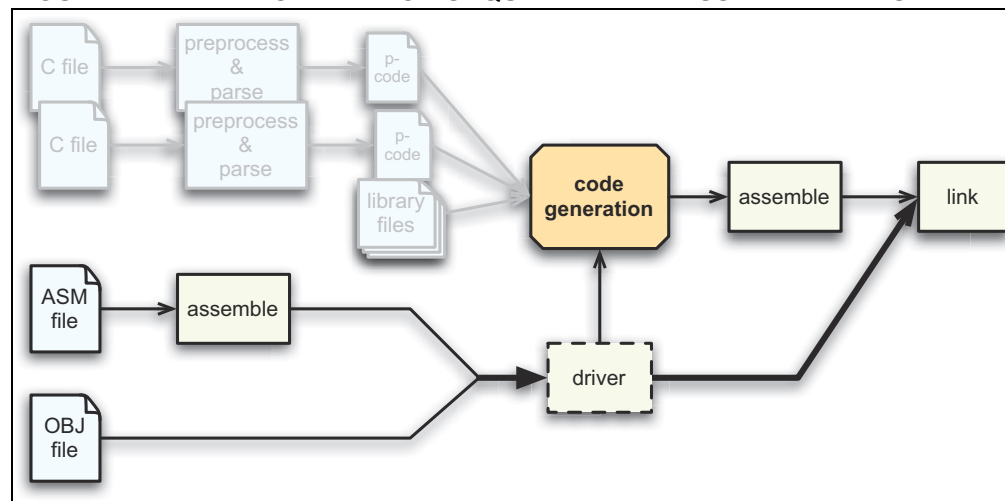 C file
preprocess
&
parse
p-
code
C file
preprocess
&
parse
p-
code
library
files
code
generation
assemble
link
ASM
file
assemble
driver
OBJ
file